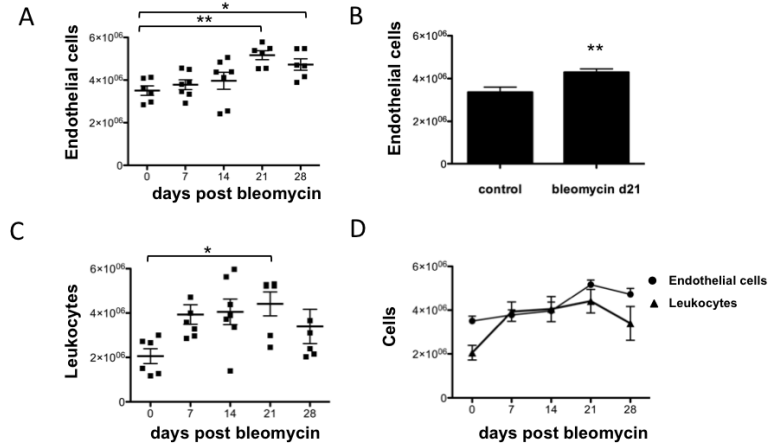 A
*
**
Endothelial cells
6×10⁰⁶
4×10⁰⁶
2×10⁰⁶
0
0 7 14 21 28
days post bleomycin
B
**
Endothelial cells
6×10⁰⁶
4×10⁰⁶
2×10⁰⁶
0
control bleomycin d21
C
*
Leukocytes
6×10⁰⁶
4×10⁰⁶
2×10⁰⁶
0
0 7 14 21 28
days post bleomycin
D
Cells
6×10⁰⁶
4×10⁰⁶
2×10⁰⁶
0
0 7 14 21 28
days post bleomycin
Endothelial cells
Leukocytes